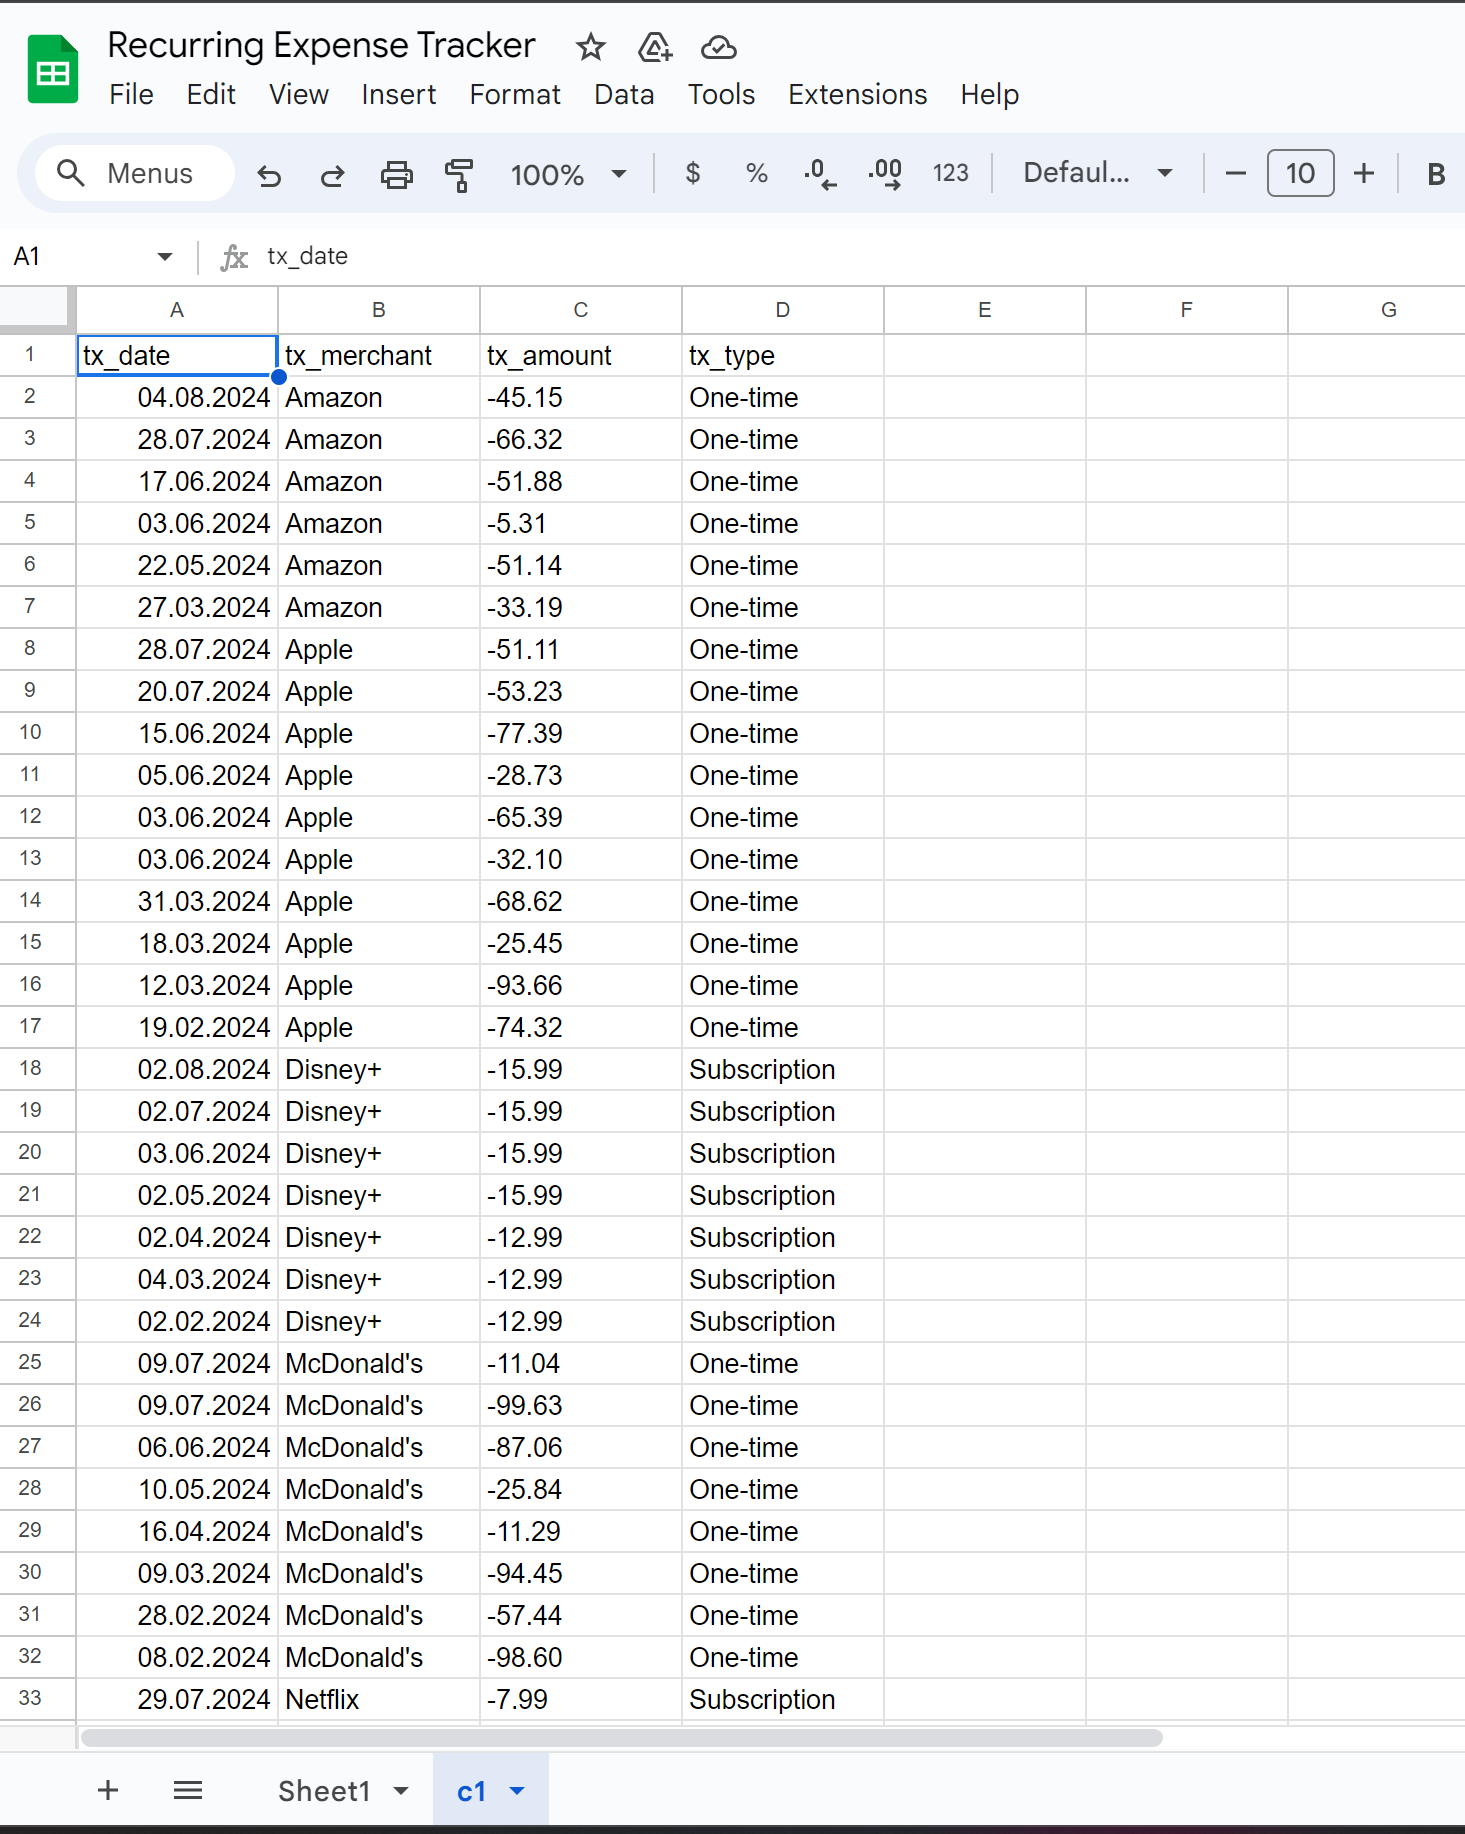 Recurring Expense Tracker
File Edit View Insert Format Data Tools Extensions Help
Menus 100% $ % .0 .00 123 Defaul... 10 B
A1 fx tx_date
A B C D E F G
1 tx_date tx_merchant tx_amount tx_type
2 04.08.2024 Amazon -45.15 One-time
3 28.07.2024 Amazon -66.32 One-time
4 17.06.2024 Amazon -51.88 One-time
5 03.06.2024 Amazon -5.31 One-time
6 22.05.2024 Amazon -51.14 One-time
7 27.03.2024 Amazon -33.19 One-time
8 28.07.2024 Apple -51.11 One-time
9 20.07.2024 Apple -53.23 One-time
10 15.06.2024 Apple -77.39 One-time
11 05.06.2024 Apple -28.73 One-time
12 03.06.2024 Apple -65.39 One-time
13 03.06.2024 Apple -32.10 One-time
14 31.03.2024 Apple -68.62 One-time
15 18.03.2024 Apple -25.45 One-time
16 12.03.2024 Apple -93.66 One-time
17 19.02.2024 Apple -74.32 One-time
18 02.08.2024 Disney+ -15.99 Subscription
19 02.07.2024 Disney+ -15.99 Subscription
20 03.06.2024 Disney+ -15.99 Subscription
21 02.05.2024 Disney+ -15.99 Subscription
22 02.04.2024 Disney+ -12.99 Subscription
23 04.03.2024 Disney+ -12.99 Subscription
24 02.02.2024 Disney+ -12.99 Subscription
25 09.07.2024 McDonald's -11.04 One-time
26 09.07.2024 McDonald's -99.63 One-time
27 06.06.2024 McDonald's -87.06 One-time
28 10.05.2024 McDonald's -25.84 One-time
29 16.04.2024 McDonald's -11.29 One-time
30 09.03.2024 McDonald's -94.45 One-time
31 28.02.2024 McDonald's -57.44 One-time
32 08.02.2024 McDonald's -98.60 One-time
33 29.07.2024 Netflix -7.99 Subscription
Sheet1 c1